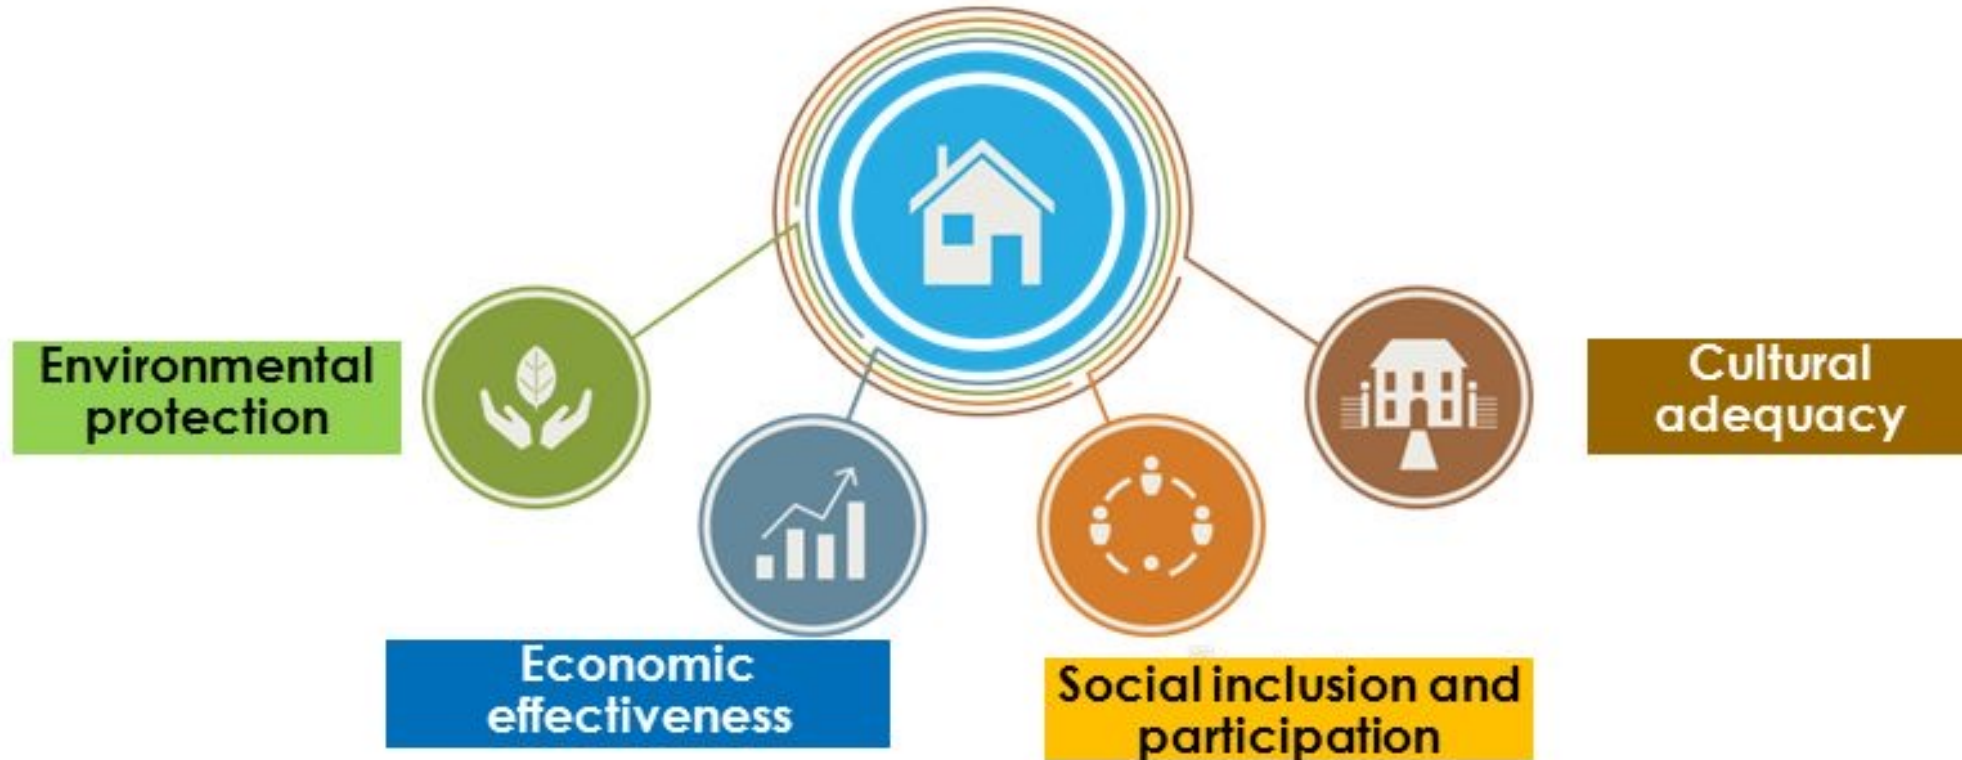 Environmental
protection
Economic
effectiveness
Social inclusion and
participation
Cultural
adequacy